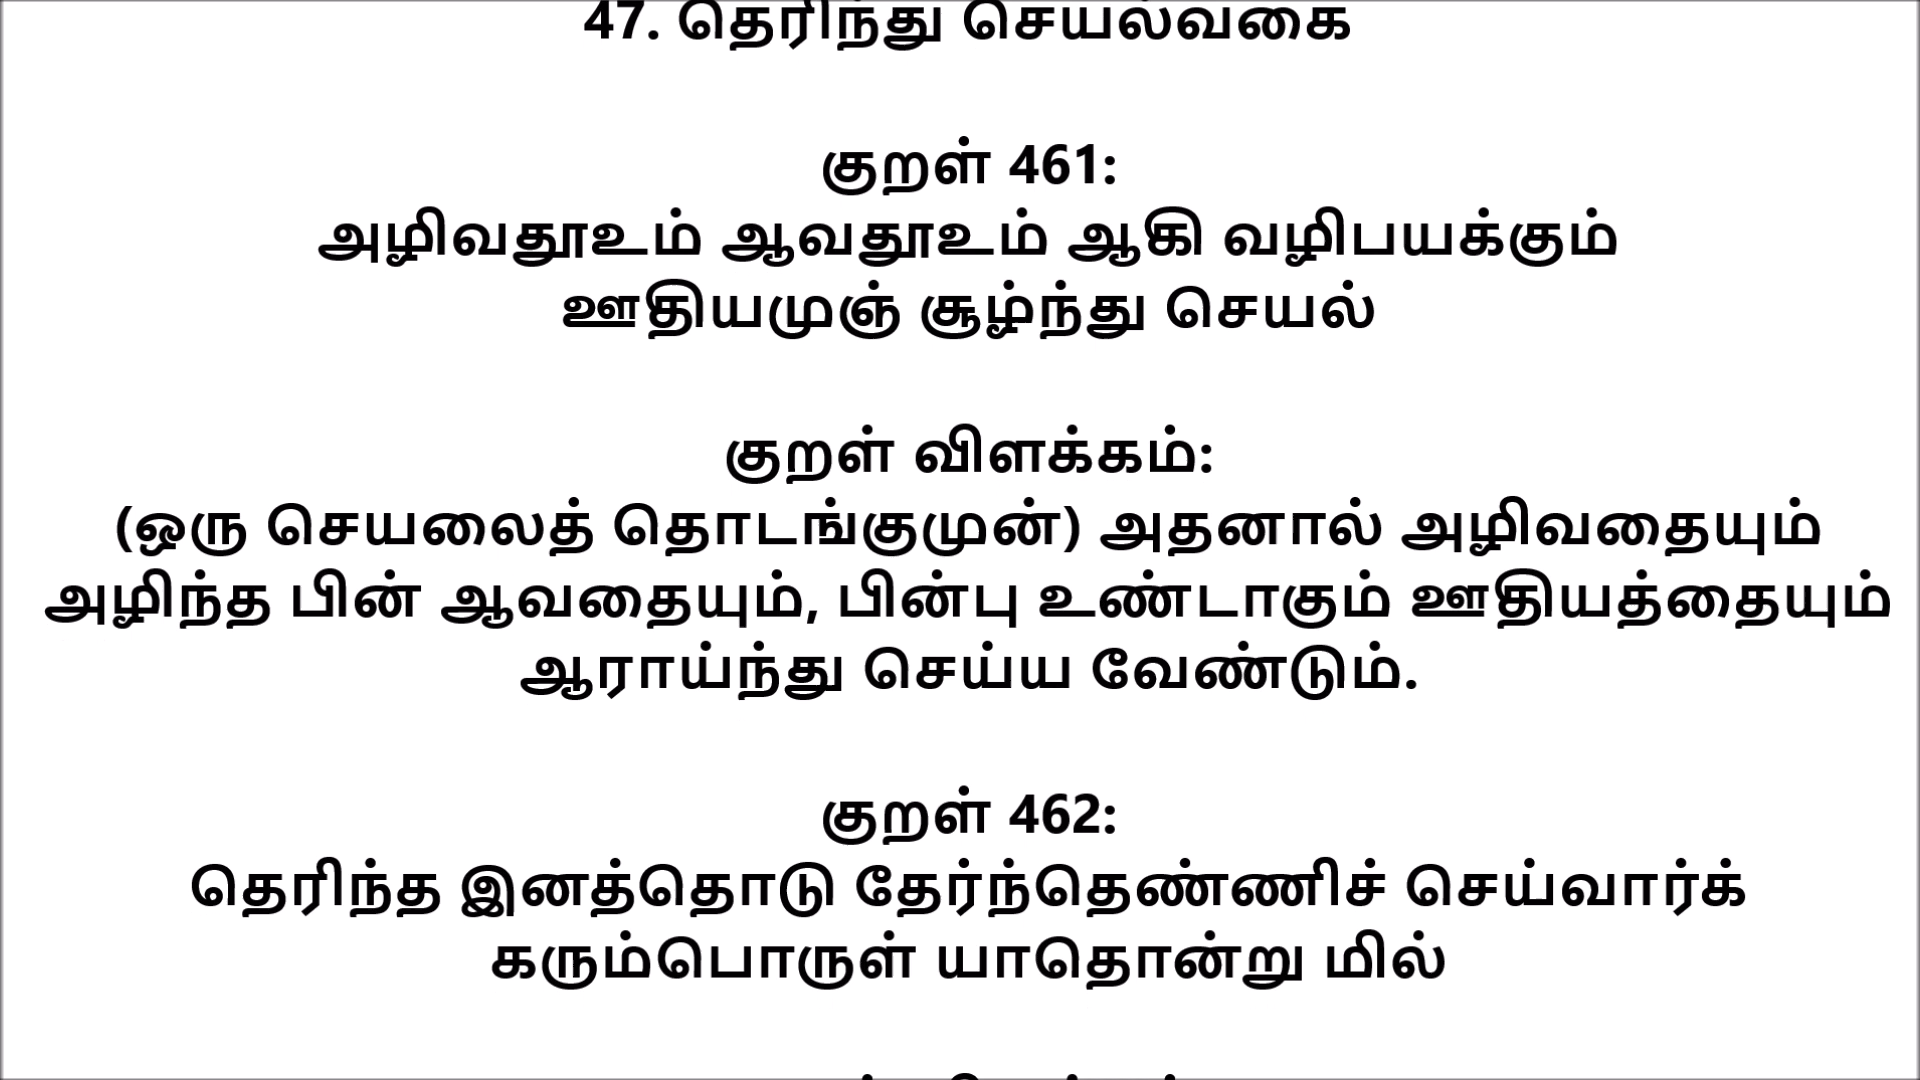 47. தெரிந்து செயல்வகை
குறள் 461:
அழிவதூஉம் ஆவதூஉம் ஆகி வழிபயக்கும்
ஊதியமுஞ் சூழ்ந்து செயல்
குறள் விளக்கம்:
(ஒரு செயலைத் தொடங்குமுன்) அதனால் அழிவதையும்
அழிந்த பின் ஆவதையும், பின்பு உண்டாகும் ஊதியத்தையும்
ஆராய்ந்து செய்ய வேண்டும்.
குறள் 462:
தெரிந்த இனத்தொடு தேர்ந்தெண்ணிச் செய்வார்க்
கரும்பொருள் யாதொன்று மில்